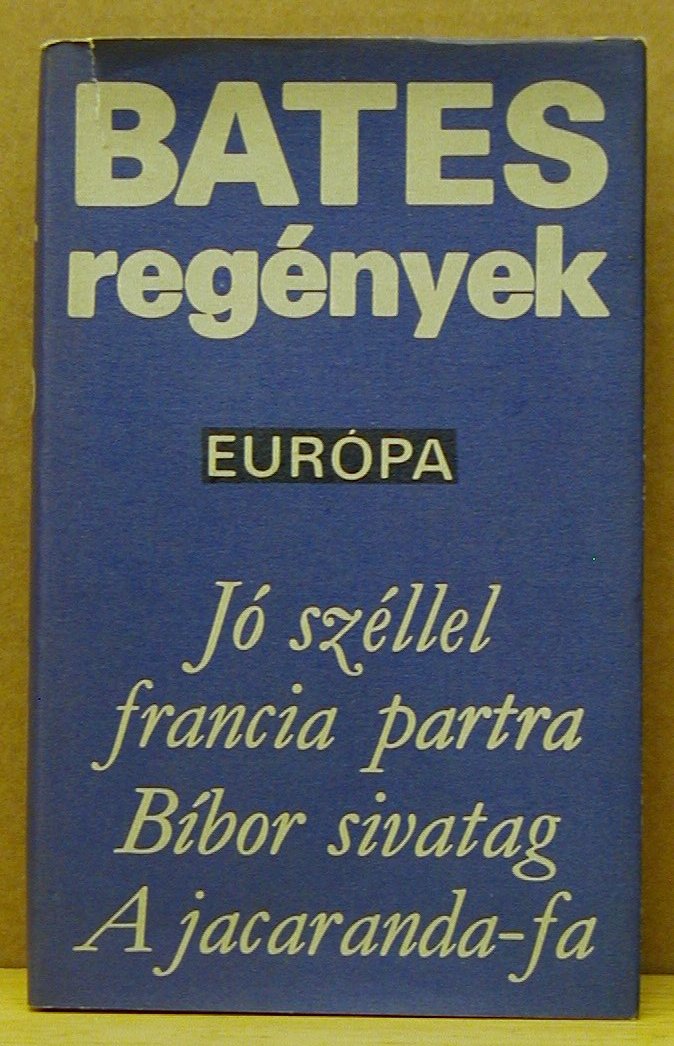 BATES
regények
EURÓPA
Jó széllel
francia partra
Bíbor sivatag
A jacaranda-fa